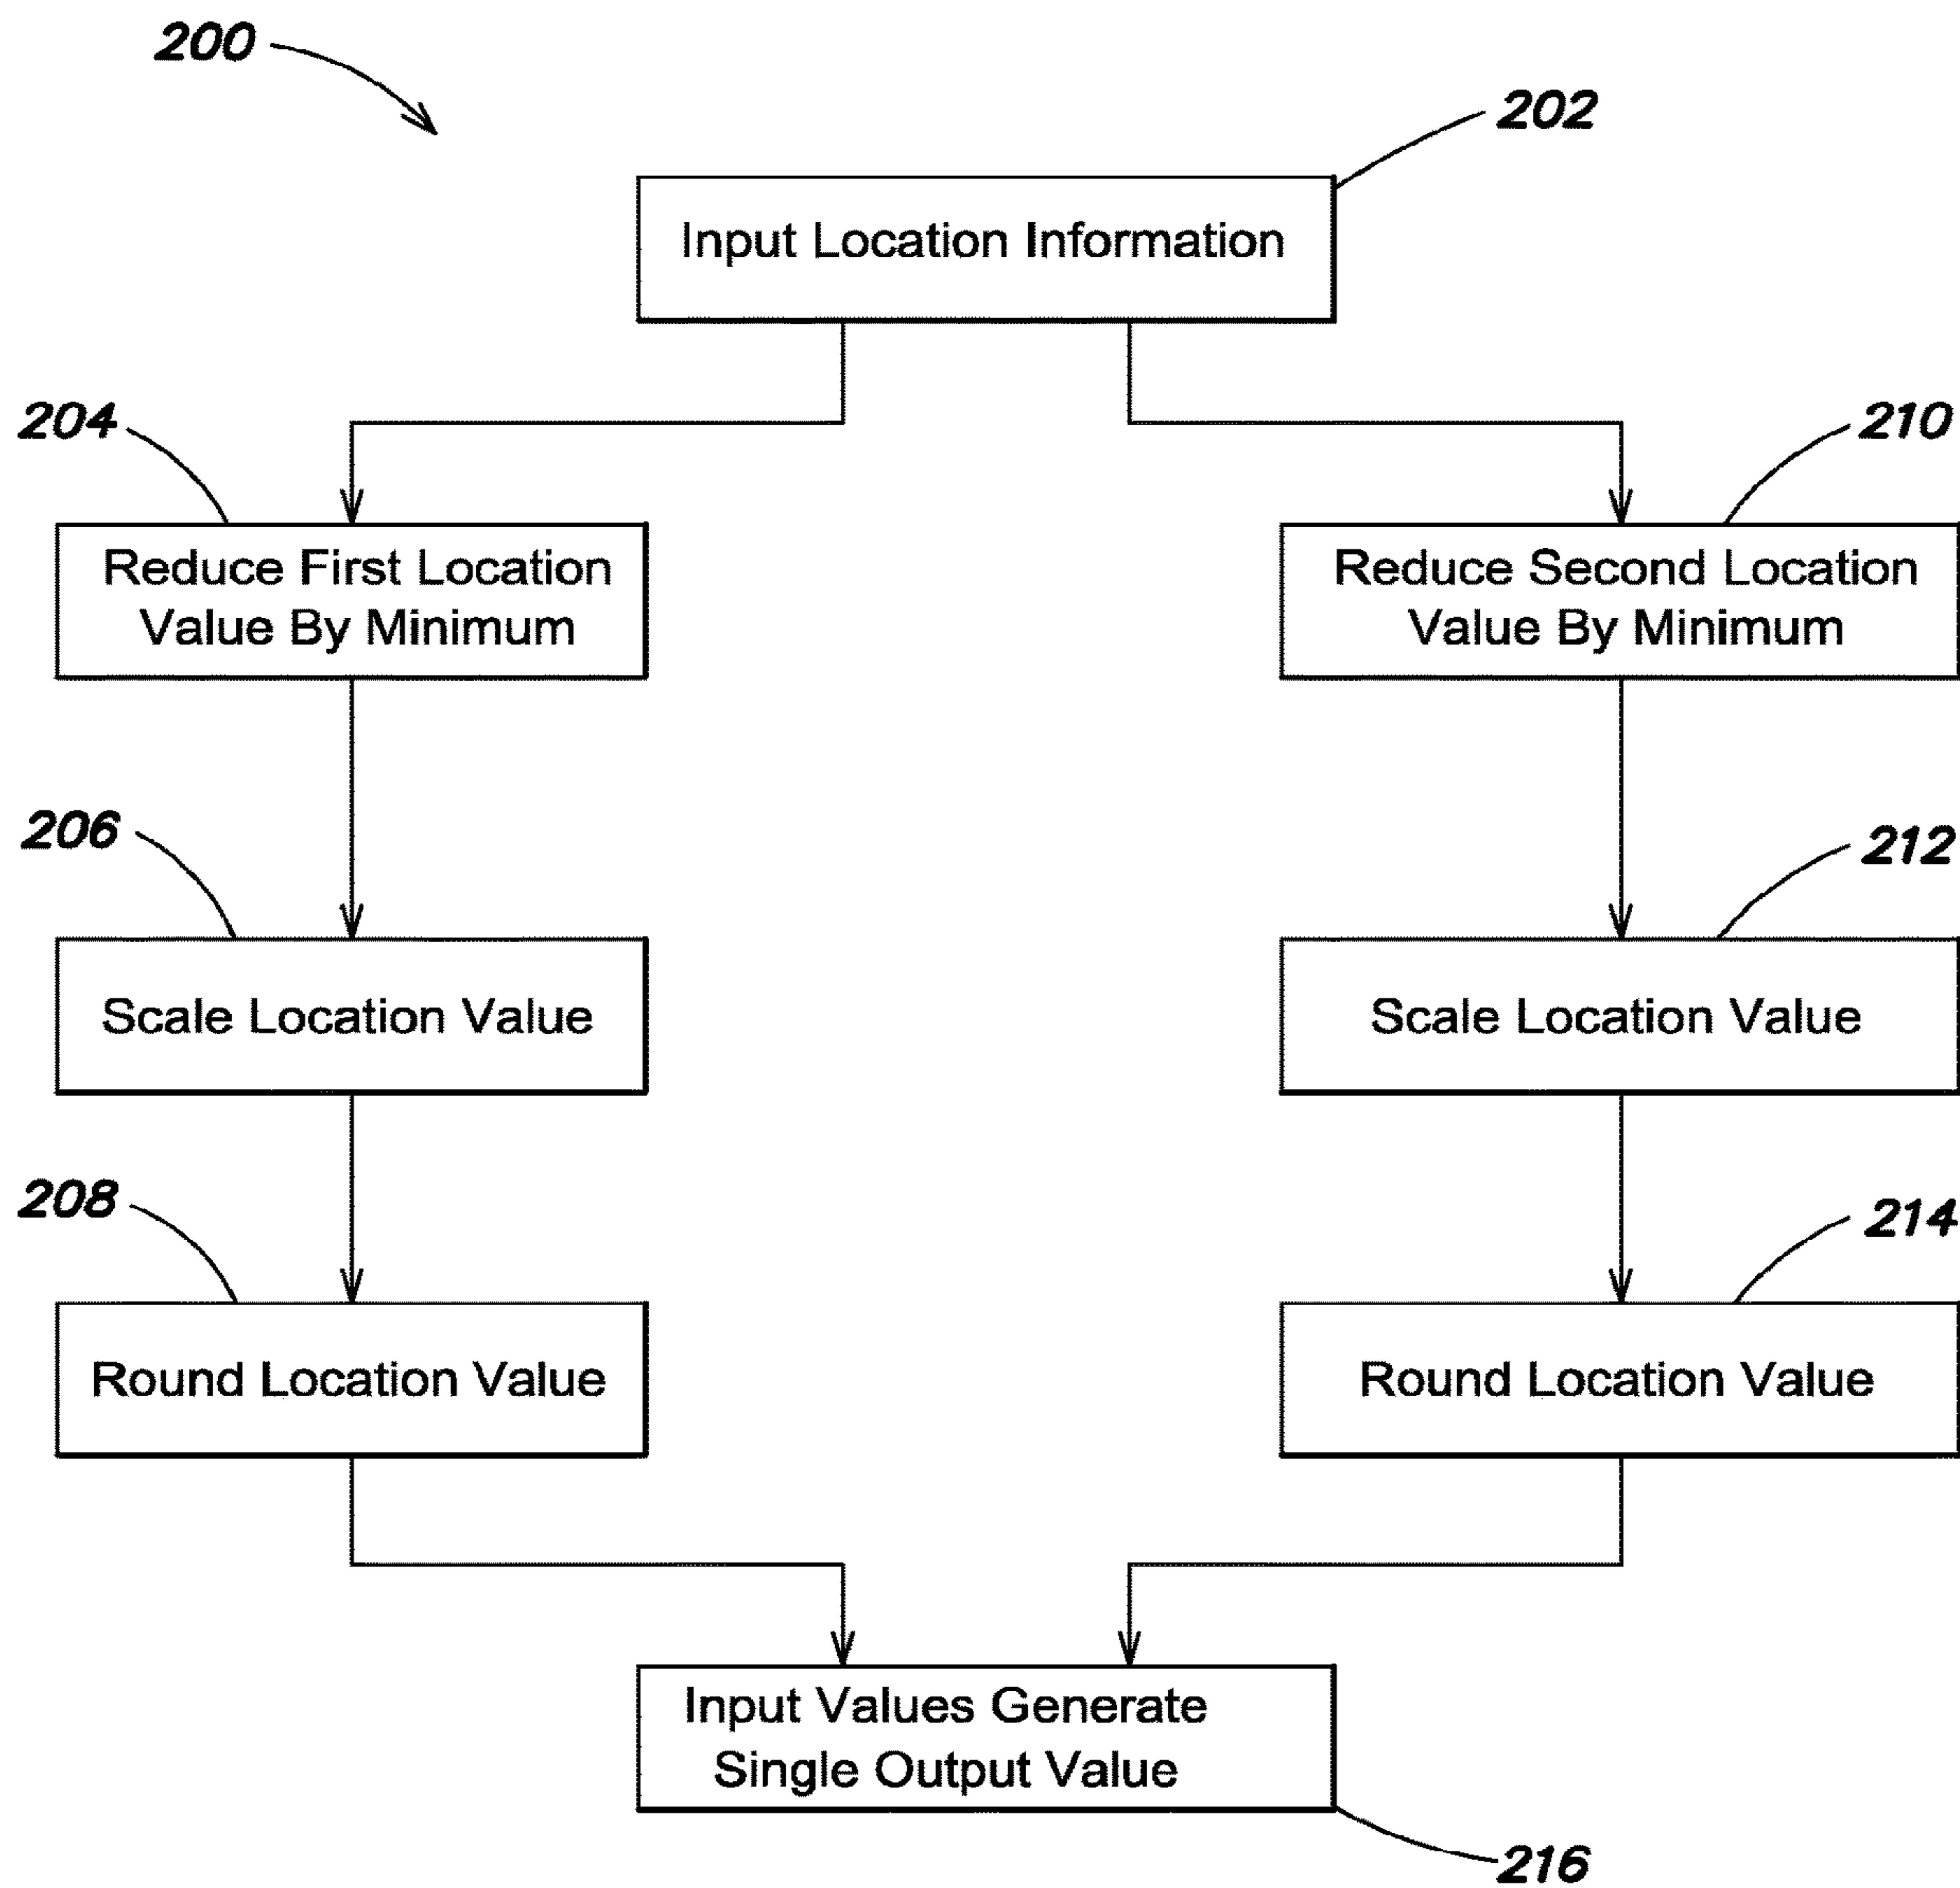 200
202
Input Location Information
204
210
Reduce First Location
Value By Minimum
Reduce Second Location
Value By Minimum
206
212
Scale Location Value
Scale Location Value
208
214
Round Location Value
Round Location Value
Input Values Generate
Single Output Value
216